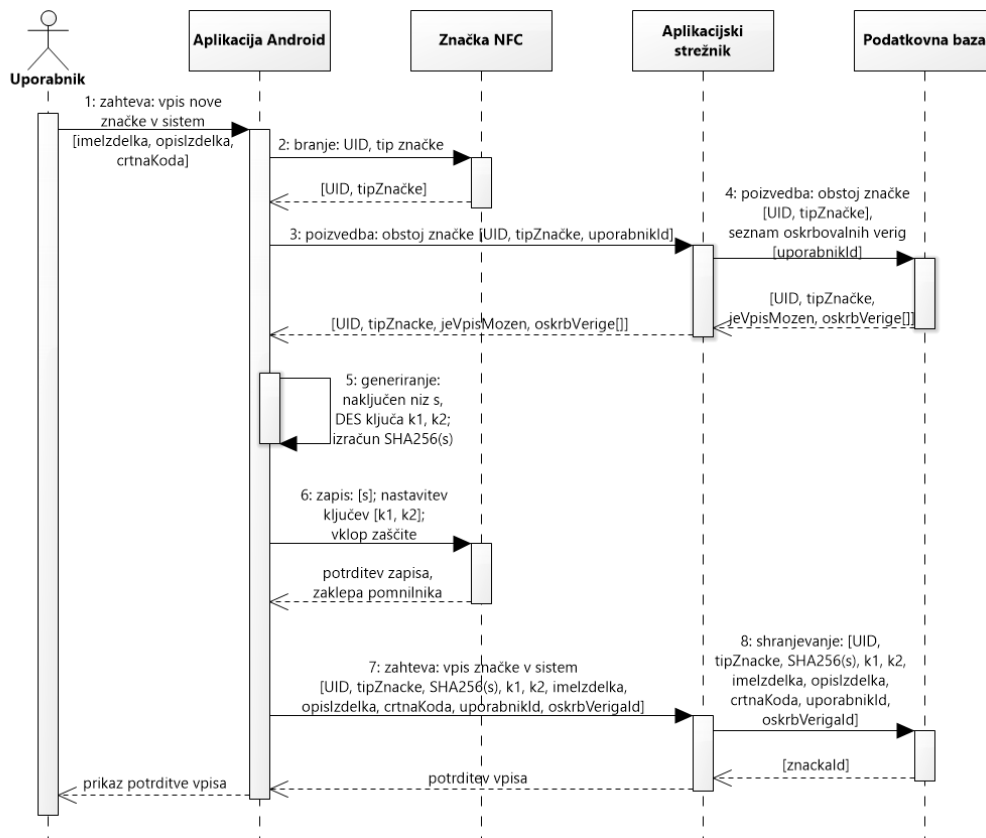 Uporabnik
Aplikacija Android
Značka NFC
Aplikacijski
strežnik
Podatkovna baza
1: zahteva: vpis nove
značke v sistem
[imeIzdelka, opisIzdelka,
crtnaKoda]
2: branje: UID, tip značke
[UID, tipZnačke]
3: poizvedba: obstoj značke [UID, tipZnačke, uporabnikId]
4: poizvedba: obstoj značke
[UID, tipZnačke],
seznam oskrbovalnih verig
[uporabnikId]
[UID, tipZnačke,
jeVpisMozen, oskrbVerige[]]
[UID, tipZnacke, jeVpisMozen, oskrbVerige[]]
5: generiranje:
naključen niz s,
DES ključa k1, k2;
izračun SHA256(s)
6: zapis: [s]; nastavitev
ključev [k1, k2];
vklop zaščite
potrditev zapisa,
zaklepa pomnilnika
7: zahteva: vpis značke v sistem
[UID, tipZnacke, SHA256(s), k1, k2, imeIzdelka,
opisIzdelka, crtnaKoda, uporabnikId, oskrbVerigaId]
8: shranjevanje: [UID,
tipZnacke, SHA256(s), k1, k2,
imeIzdelka, opisIzdelka,
crtnaKoda, uporabnikId,
oskrbVerigaId]
[znackaId]
potrditev vpisa
prikaz potrditve vpisa